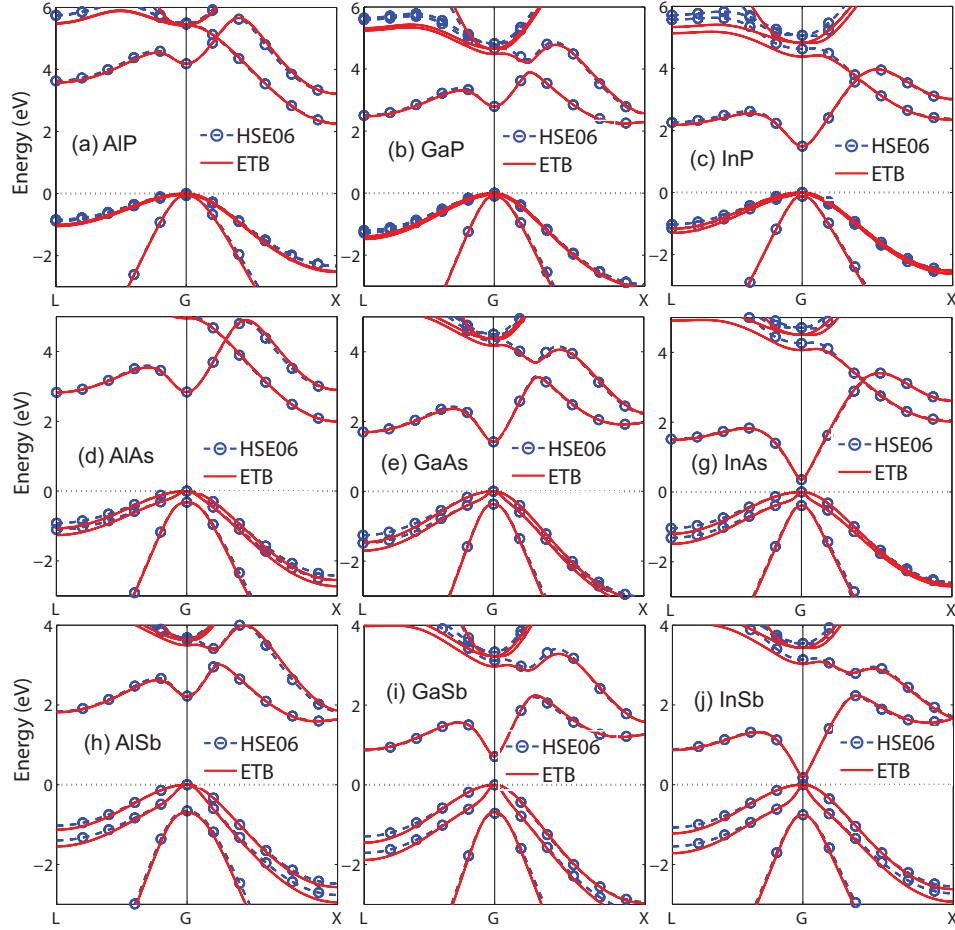 6
4
2
0
−2
Energy (eV)
(a) AlP
HSE06
ETB
L
G
X
6
4
2
0
−2
(b) GaP
HSE06
ETB
L
G
X
6
4
2
0
−2
(c) InP
HSE06
ETB
L
G
X
4
2
0
−2
Energy (eV)
(d) AlAs
HSE06
ETB
L
G
X
4
2
0
−2
(e) GaAs
HSE06
ETB
L
G
X
4
2
0
−2
(g) InAs
HSE06
ETB
L
G
X
4
2
0
−2
Energy (eV)
(h) AlSb
HSE06
ETB
L
G
X
4
2
0
−2
(i) GaSb
HSE06
ETB
L
G
X
4
2
0
−2
(j) InSb
HSE06
ETB
L
G
X